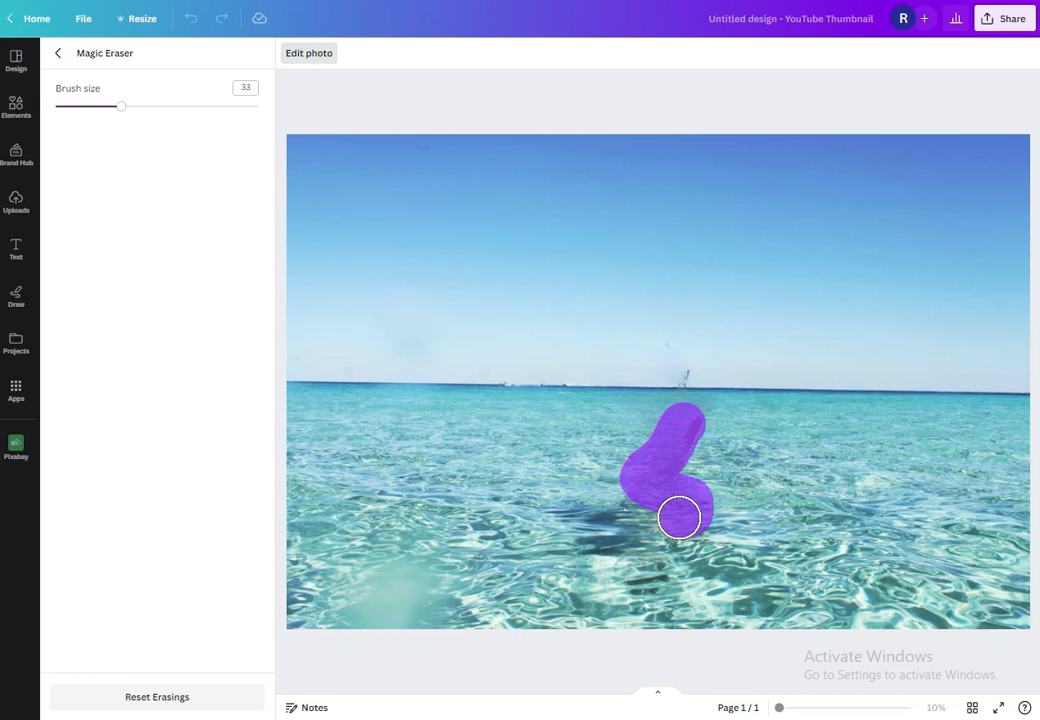 Home File Resize Untitled design - YouTube Thumbnail R + Share
Magic Eraser Edit photo
Design
Brush size 33
Elements
Brand Hub
Uploads
Text
Draw
Projects
Apps
Pixabay
Activate Windows
Go to Settings to activate Windows.
Reset Erasings
Notes Page 1 / 1 10% ?